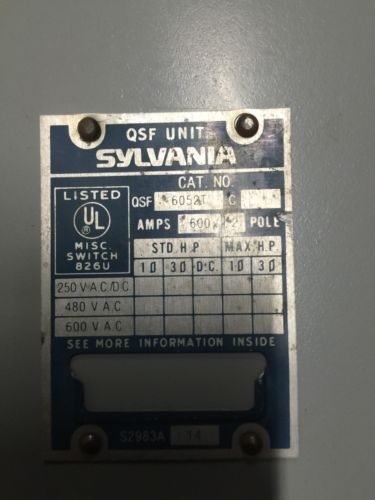 QSF UNIT
SYLVANIA
CAT. NO.
QSF 6052T C
AMPS 600 2 POLE
LISTED
UL
MISC.
SWITCH
826U
STD. H.P. MAX. H.P.
1Ø 3Ø D.C. 1Ø 3Ø
250 V.A.C./D.C.
480 V A C
600 V A C
SEE MORE INFORMATION INSIDE
S2983A 14